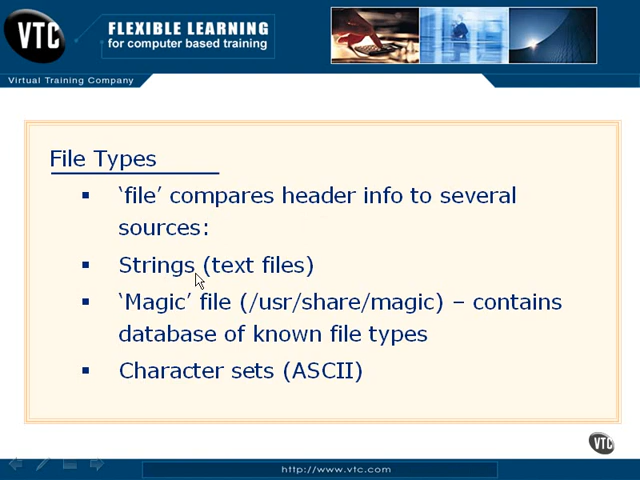 VTC
FLEXIBLE LEARNING
for computer based training
Virtual Training Company
File Types
▪ ‘file’ compares header info to several
sources:
▪ Strings (text files)
▪ ‘Magic’ file (/usr/share/magic) – contains
database of known file types
▪ Character sets (ASCII)
VTC
http://www.vtc.com